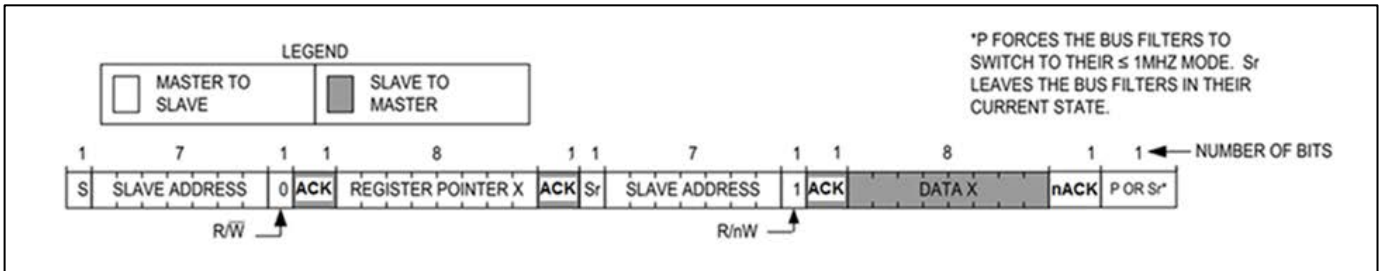 *P FORCES THE BUS FILTERS TO
SWITCH TO THEIR ≤ 1MHZ MODE. Sr
LEAVES THE BUS FILTERS IN THEIR
CURRENT STATE.
LEGEND
MASTER TO
SLAVE
SLAVE TO
MASTER
1 7 1 1 8 1 1 7 1 1 8 1 1 NUMBER OF BITS
S SLAVE ADDRESS 0 ACK REGISTER POINTER X ACK Sr SLAVE ADDRESS 1 ACK DATA X nACK P OR Sr*
R/W̅ R/nW